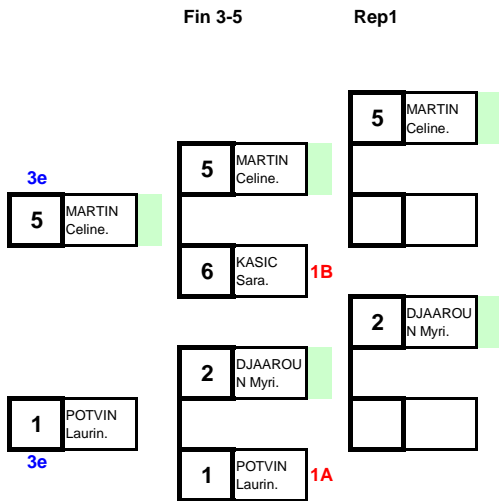 Fin 3-5 Rep1
5 MARTIN
Celine.
5 MARTIN
Celine.
3e
5 MARTIN
Celine.
6 KASIC
Sara. 1B
2 DJAAROU
N Myri.
2 DJAAROU
N Myri.
1 POTVIN
Laurin.
3e
1 POTVIN
Laurin. 1A